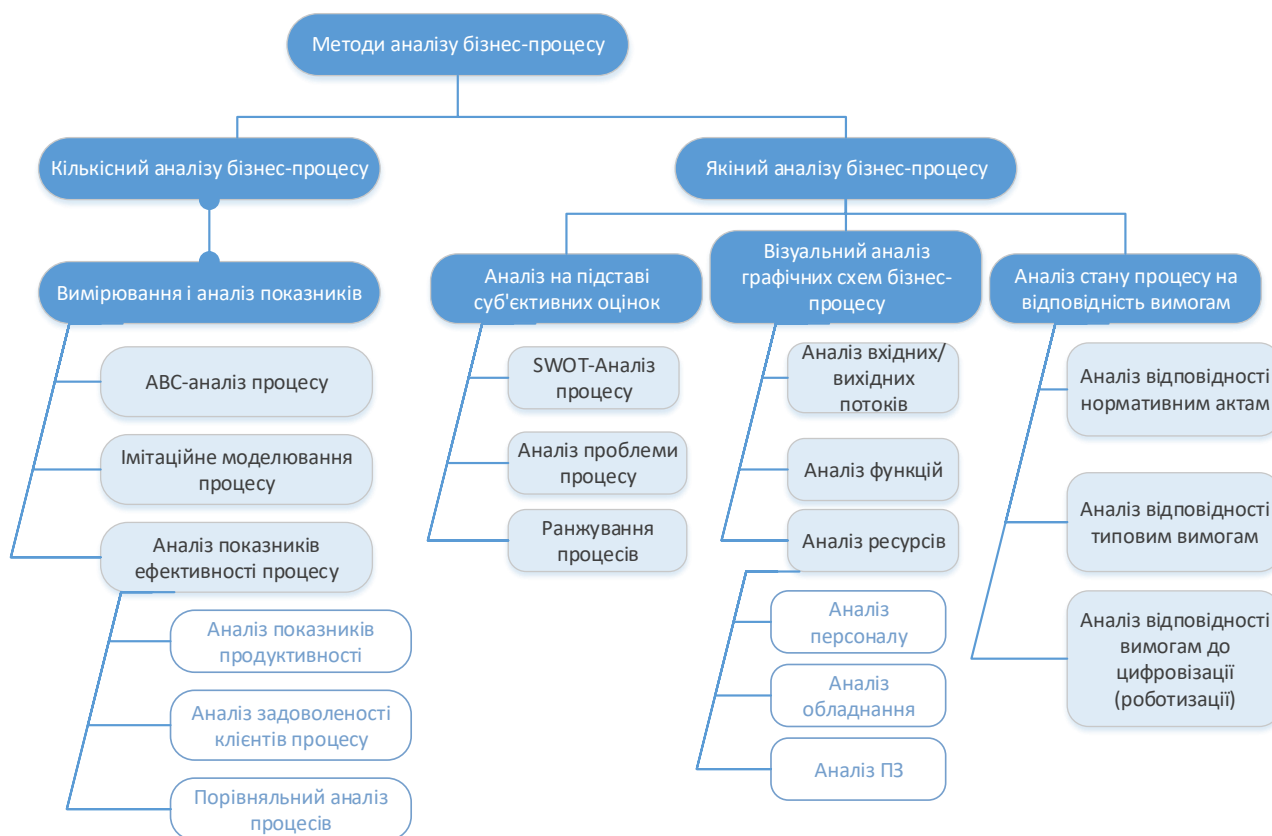 Методи аналізу бізнес-процесу
Кількісний аналізу бізнес-процесу
Якіний аналізу бізнес-процесу
Вимірювання і аналіз показників
ABC-аналіз процесу
Імітаційне моделювання
процесу
Аналіз показників
ефективності процесу
Аналіз показників
продуктивності
Аналіз задоволеності
клієнтів процесу
Порівняльний аналіз
процесів
Аналіз на підставі
суб'єктивних оцінок
SWOT-Аналіз
процесу
Аналіз проблеми
процесу
Ранжування
процесів
Візуальний аналіз
графічних схем бізнес-
процесу
Аналіз вхідних/
вихідних
потоків
Аналіз функцій
Аналіз ресурсів
Аналіз
персоналу
Аналіз
обладнання
Аналіз ПЗ
Аналіз стану процесу на
відповідність вимогам
Аналіз відповідності
нормативним актам
Аналіз відповідності
типовим вимогам
Аналіз відповідності
вимогам до
цифровізації
(роботизації)